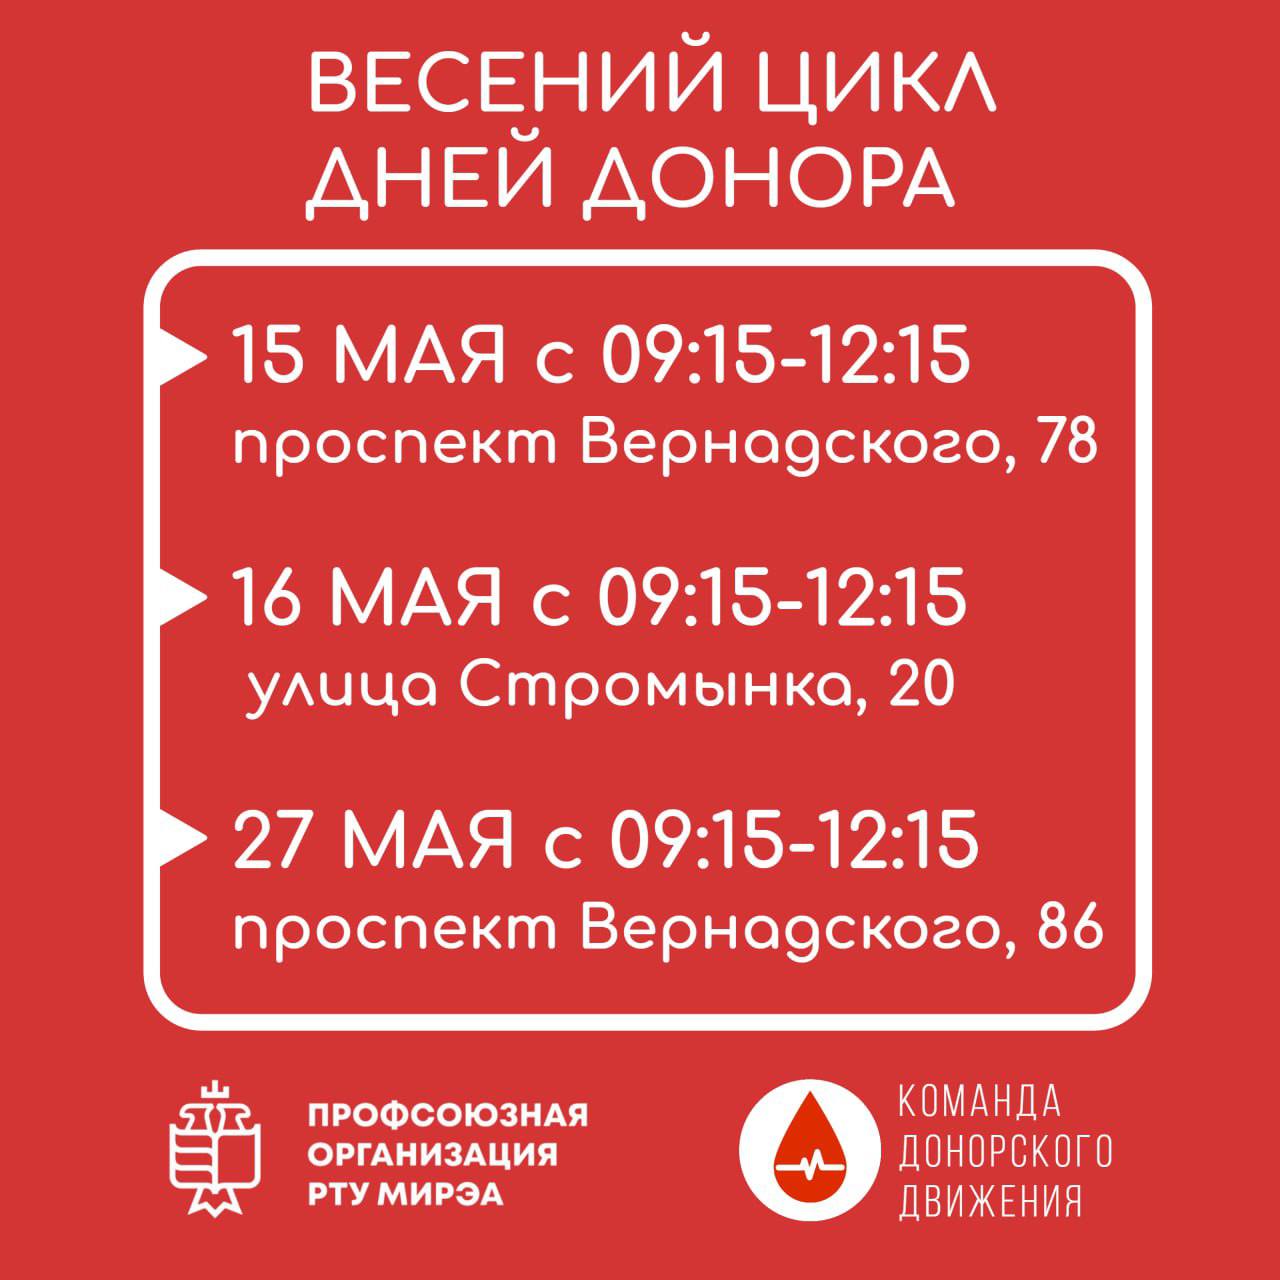 ВЕСЕНИЙ ЦИКЛ
ДНЕЙ ДОНОРА
15 МАЯ с 09:15-12:15
проспект Вернадского, 78
16 МАЯ с 09:15-12:15
улица Стромынка, 20
27 МАЯ с 09:15-12:15
проспект Вернадского, 86
ПРОФСОЮЗНАЯ
ОРГАНИЗАЦИЯ
РТУ МИРЭА
КОМАНДА
ДОНОРСКОГО
ДВИЖЕНИЯ